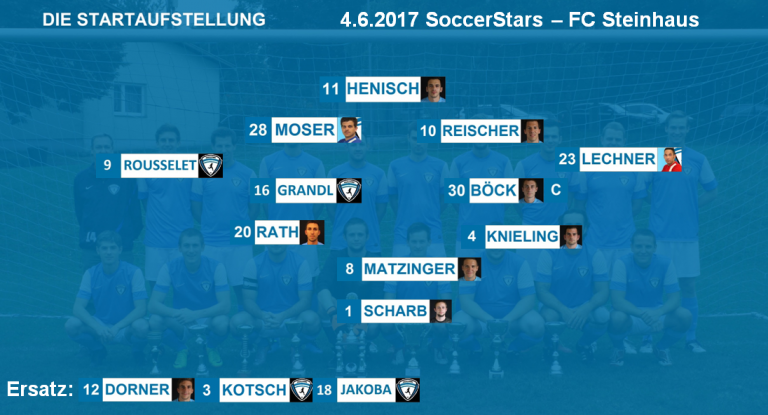 DIE STARTAUFSTELLUNG 4.6.2017 SoccerStars – FC Steinhaus
11 HENISCH
28 MOSER 10 REISCHER
9 ROUSSELET 23 LECHNER
16 GRANDL 30 BÖCK C
20 RATH 4 KNIELING
8 MATZINGER
1 SCHARB
Ersatz: 12 DORNER 3 KOTSCH 18 JAKOBA